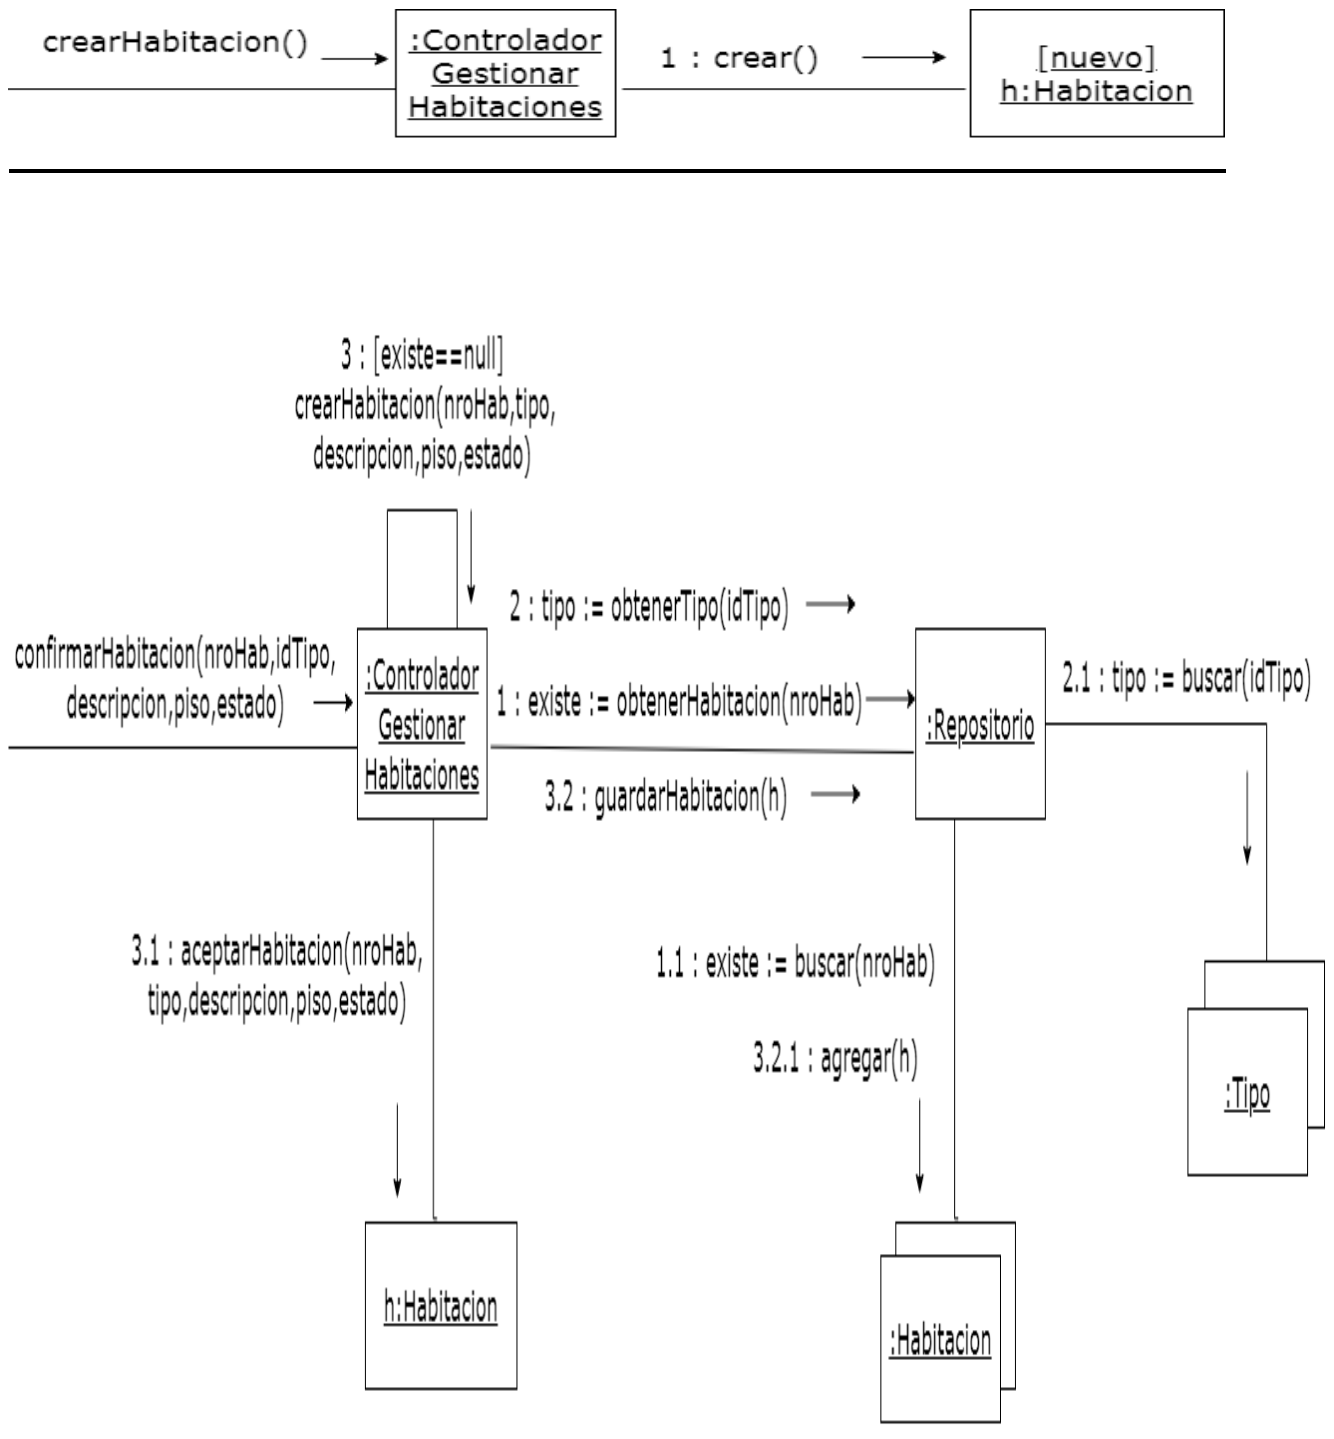 crearHabitacion()
:Controlador
Gestionar
Habitaciones
1 : crear()
[nuevo]
h:Habitacion
3 : [existe==null]
crearHabitacion(nroHab,tipo,
descripcion,piso,estado)
confirmarHabitacion(nroHab,idTipo,
descripcion,piso,estado)
:Controlador
Gestionar
Habitaciones
2 : tipo := obtenerTipo(idTipo)
1 : existe := obtenerHabitacion(nroHab)
3.2 : guardarHabitacion(h)
:Repositorio
2.1 : tipo := buscar(idTipo)
3.1 : aceptarHabitacion(nroHab,
tipo,descripcion,piso,estado)
1.1 : existe := buscar(nroHab)
3.2.1 : agregar(h)
:Tipo
h:Habitacion
:Habitacion